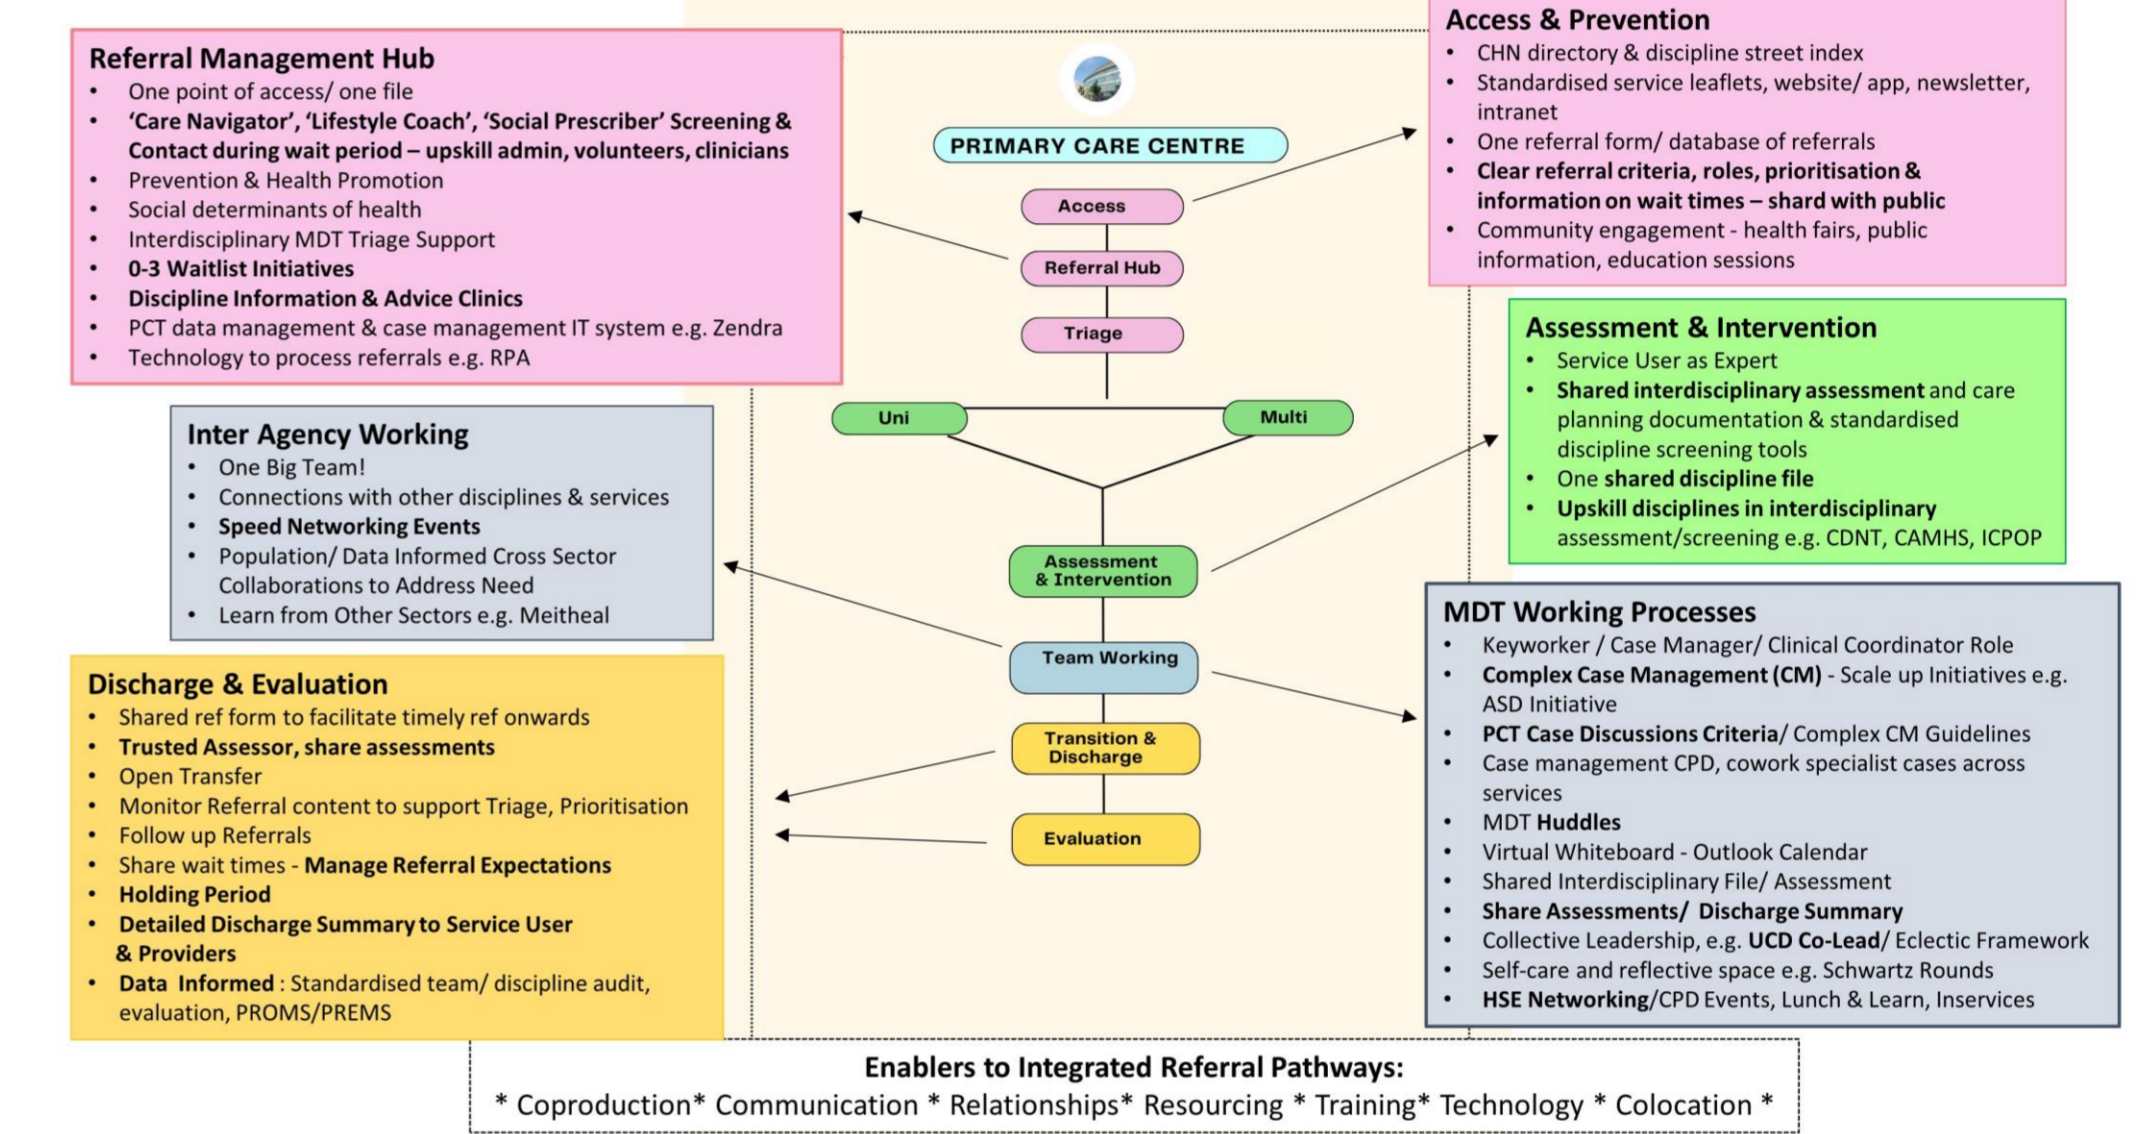 Referral Management Hub
• One point of access/ one file
• ‘Care Navigator’, ‘Lifestyle Coach’, ‘Social Prescriber’ Screening &
Contact during wait period – upskill admin, volunteers, clinicians
• Prevention & Health Promotion
• Social determinants of health
• Interdisciplinary MDT Triage Support
• 0-3 Waitlist Initiatives
• Discipline Information & Advice Clinics
• PCT data management & case management IT system e.g. Zendra
• Technology to process referrals e.g. RPA
Inter Agency Working
• One Big Team!
• Connections with other disciplines & services
• Speed Networking Events
• Population/ Data Informed Cross Sector
Collaborations to Address Need
• Learn from Other Sectors e.g. Meitheal
Discharge & Evaluation
• Shared ref form to facilitate timely ref onwards
• Trusted Assessor, share assessments
• Open Transfer
• Monitor Referral content to support Triage, Prioritisation
• Follow up Referrals
• Share wait times - Manage Referral Expectations
• Holding Period
• Detailed Discharge Summary to Service User
& Providers
• Data Informed : Standardised team/ discipline audit,
evaluation, PROMS/PREMS
PRIMARY CARE CENTRE
Access
Referral Hub
Triage
Uni
Multi
Assessment
& Intervention
Team Working
Transition &
Discharge
Evaluation
Access & Prevention
• CHN directory & discipline street index
• Standardised service leaflets, website/ app, newsletter,
intranet
• One referral form/ database of referrals
• Clear referral criteria, roles, prioritisation &
information on wait times – shard with public
• Community engagement - health fairs, public
information, education sessions
Assessment & Intervention
• Service User as Expert
• Shared interdisciplinary assessment and care
planning documentation & standardised
discipline screening tools
• One shared discipline file
• Upskill disciplines in interdisciplinary
assessment/screening e.g. CDNT, CAMHS, ICPOP
MDT Working Processes
• Keyworker / Case Manager/ Clinical Coordinator Role
• Complex Case Management (CM) - Scale up Initiatives e.g.
ASD Initiative
• PCT Case Discussions Criteria/ Complex CM Guidelines
• Case management CPD, cowork specialist cases across
services
• MDT Huddles
• Virtual Whiteboard - Outlook Calendar
• Shared Interdisciplinary File/ Assessment
• Share Assessments/ Discharge Summary
• Collective Leadership, e.g. UCD Co-Lead/ Eclectic Framework
• Self-care and reflective space e.g. Schwartz Rounds
• HSE Networking/CPD Events, Lunch & Learn, Inservices
Enablers to Integrated Referral Pathways:
* Coproduction* Communication * Relationships* Resourcing * Training* Technology * Colocation *